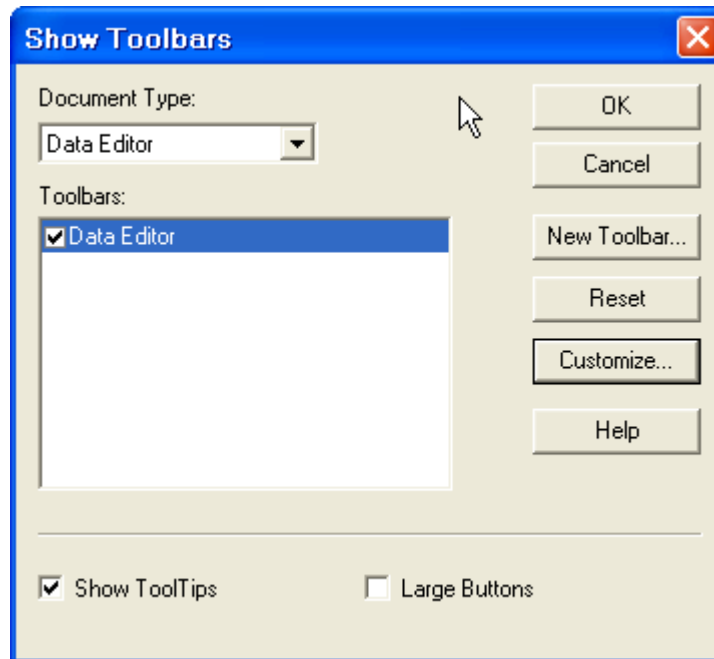 Show Toolbars
Document Type:
Data Editor
Toolbars:
Data Editor
OK
Cancel
New Toolbar...
Reset
Customize...
Help
Show ToolTips
Large Buttons